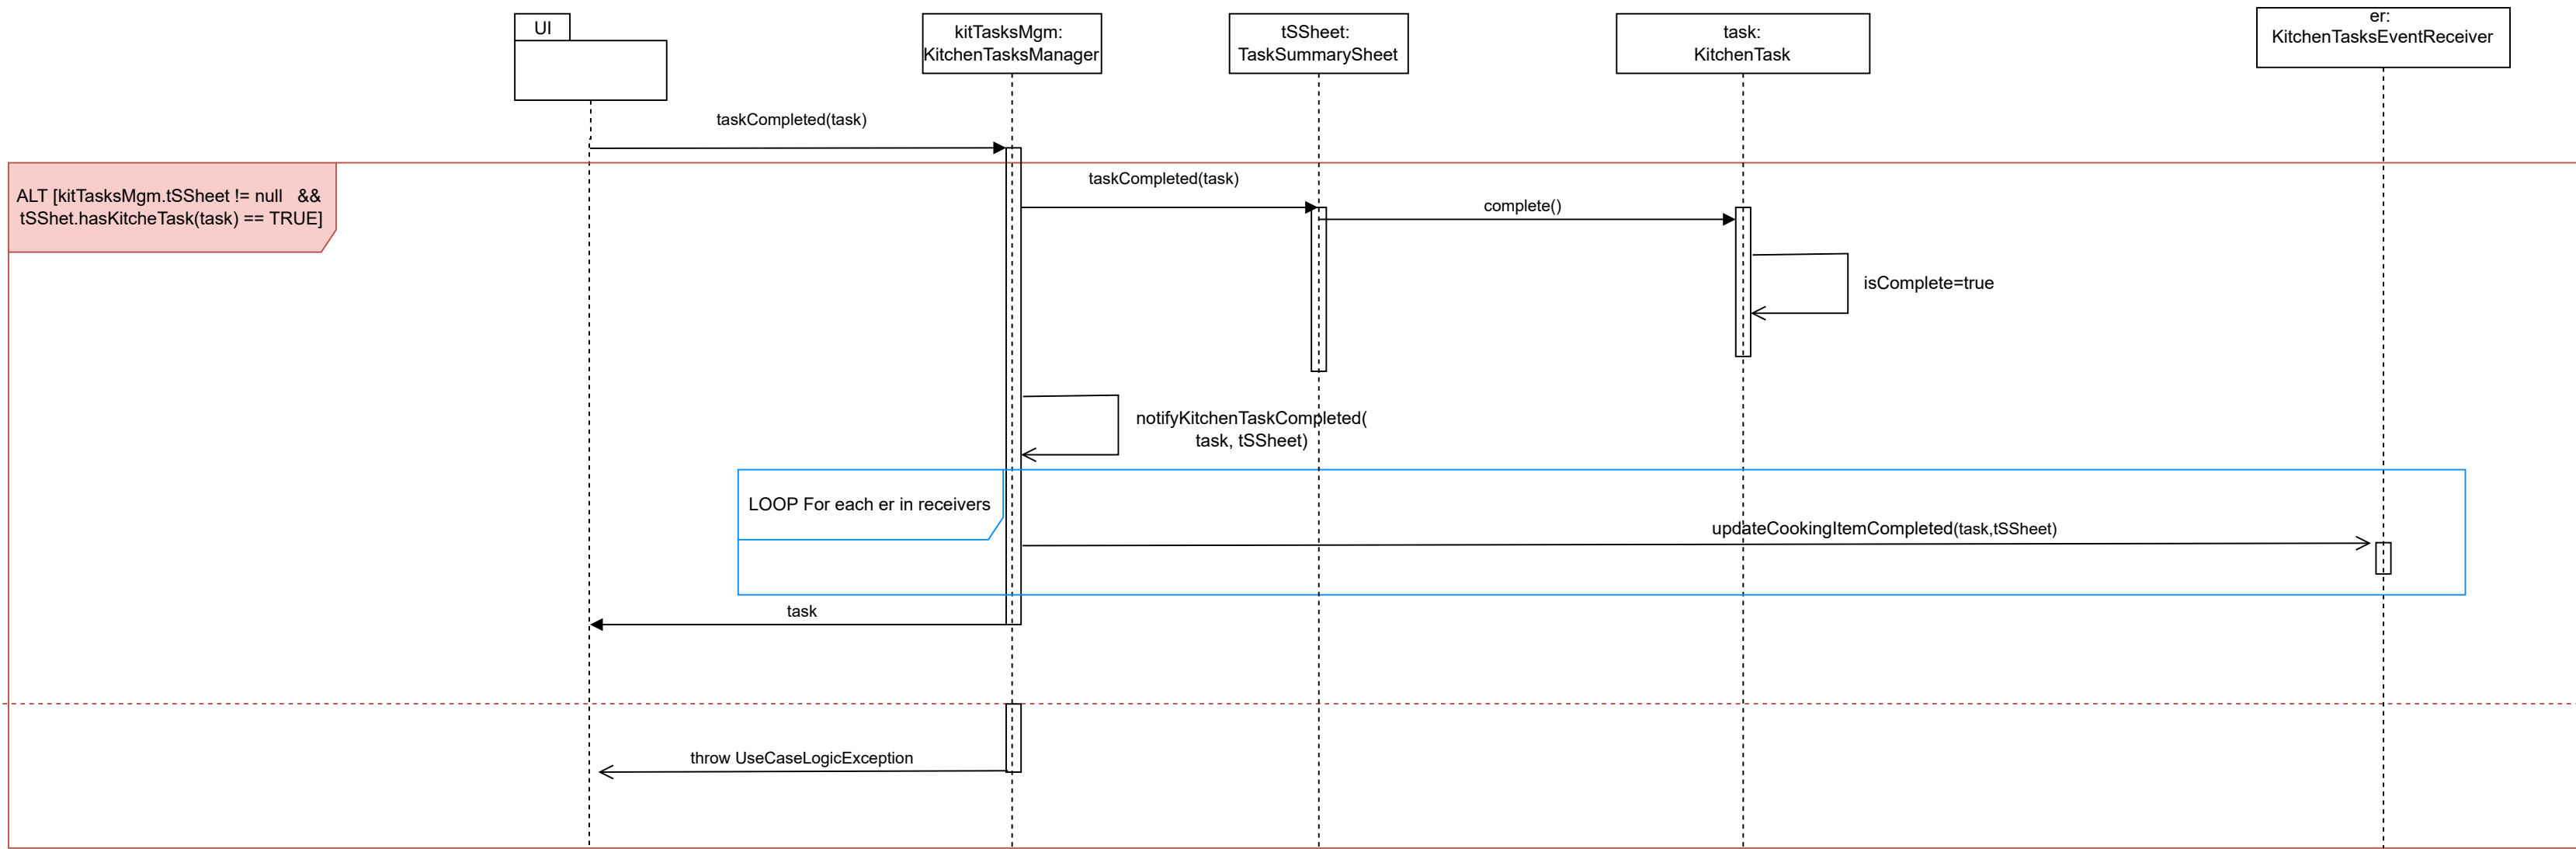 UI
kitTasksMgm:
KitchenTasksManager
tSSheet:
TaskSummarySheet
task:
KitchenTask
er:
KitchenTasksEventReceiver
taskCompleted(task)
ALT [kitTasksMgm.tSSheet != null &&
tSShet.hasKitcheTask(task) == TRUE]
taskCompleted(task)
complete()
isComplete=true
notifyKitchenTaskCompleted(
task, tSSheet)
LOOP For each er in receivers
updateCookingItemCompleted(task,tSSheet)
task
throw UseCaseLogicException